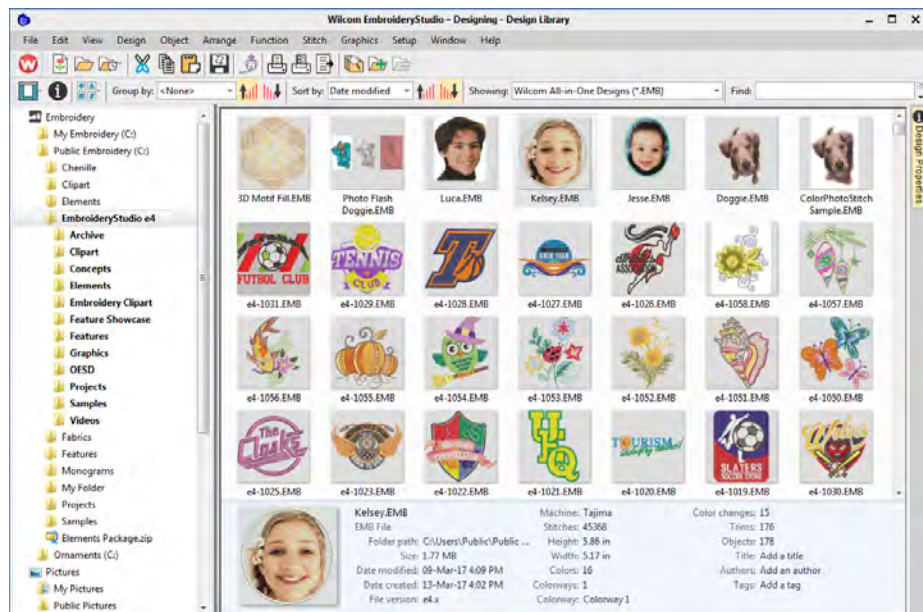 Wilcom EmbroideryStudio – Designing - Design Library
File Edit View Design Object Arrange Function Stitch Graphics Setup Window Help
Group by: <None> Sort by: Date modified Showing: Wilcom All-in-One Designs (*.EMB) Find:
Embroidery
My Embroidery (C:)
Public Embroidery (C:)
Chenille
Clipart
Elements
EmbroideryStudio e4
Archive
Clipart
Concepts
Elements
Embroidery Clipart
Feature Showcase
Features
Graphics
OESD
Projects
Samples
Videos
Fabrics
Features
Monograms
My Folder
Projects
Samples
Elements Package.zip
Ornaments (C:)
Pictures
My Pictures
Public Pictures
3D Motif Fill.EMB Photo Flash Doggie.EMB Luca.EMB Kelsey.EMB Jesse.EMB Doggie.EMB ColorPhotoStitch Sample.EMB
FUTBOL CLUB
TENNIS
CLUB
ASSOCIATION
e4-1031.EMB e4-1029.EMB e4-1028.EMB e4-1027.EMB e4-1026.EMB e4-1058.EMB e4-1057.EMB
e4-1056.EMB e4-1055.EMB e4-1054.EMB e4-1053.EMB e4-1052.EMB e4-1051.EMB e4-1050.EMB
The
HJQ
TOURISM
SLATERS
SOCCER STORE
e4-1025.EMB e4-1023.EMB e4-1022.EMB e4-1021.EMB e4-1020.EMB e4-1019.EMB e4-1030.EMB
Design Properties
Kelsey.EMB Machine: Tajima Color changes: 15
EMB File Stitches: 45368 Trims: 176
Folder path: C:\Users\Public\Public ... Height: 5.86 in Objects: 178
Size: 1.77 MB Width: 5.17 in Title: Add a title
Date modified: 09-Mar-17 4:09 PM Colors: 16 Authors: Add an author
Date created: 13-Mar-17 4:02 PM Colorways: 1 Tags: Add a tag
File version: e4.x Colorway: Colorway 1